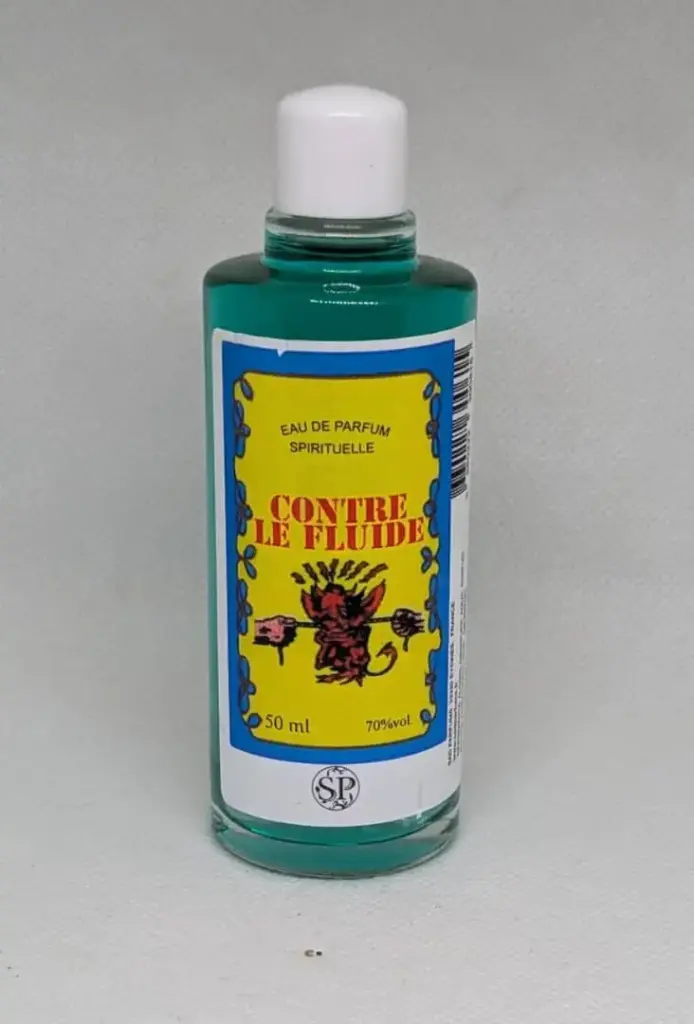 EAU DE PARFUM
SPIRITUELLE
CONTRE
LE FLUIDE
50 ml
70%vol.
SP